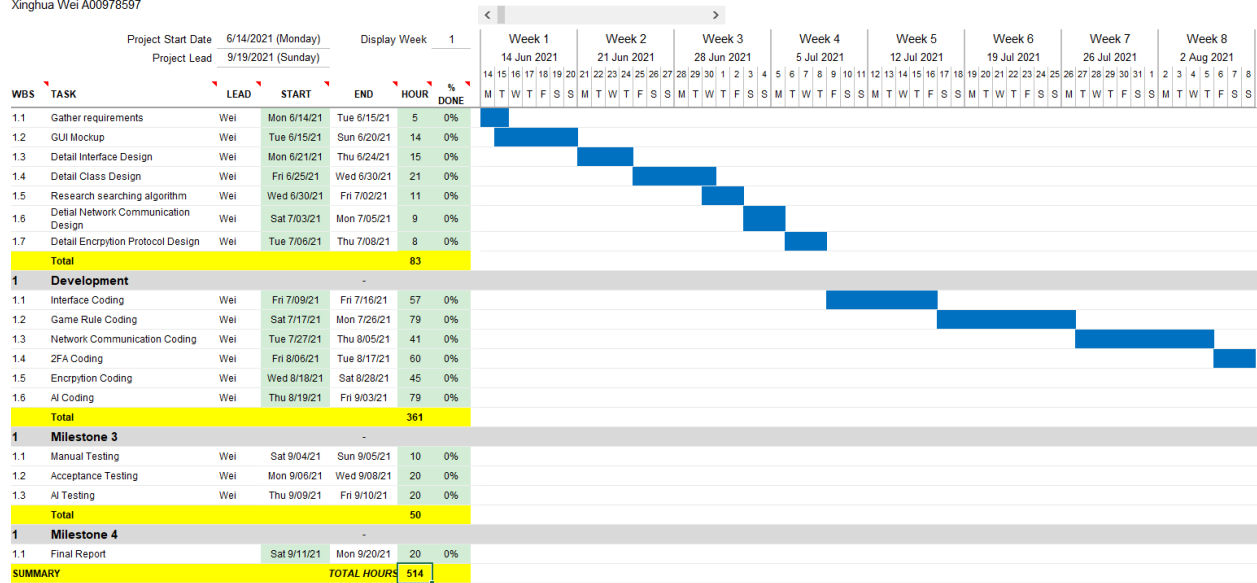 Xinghua Wei A00978597
Project Start Date 6/14/2021 (Monday) Display Week 1 Week 1 Week 2 Week 3 Week 4 Week 5 Week 6 Week 7 Week 8
Project Lead 9/19/2021 (Sunday) 14 Jun 2021 21 Jun 2021 28 Jun 2021 5 Jul 2021 12 Jul 2021 19 Jul 2021 26 Jul 2021 2 Aug 2021
14 15 16 17 18 19 20 21 22 23 24 25 26 27 28 29 30 1 2 3 4 5 6 7 8 9 10 11 12 13 14 15 16 17 18 19 20 21 22 23 24 25 26 27 28 29 30 31 1 2 3 4 5 6 7 8
WBS TASK LEAD START END HOUR % DONE M T W T F S S M T W T F S S M T W T F S S M T W T F S S M T W T F S S M T W T F S S M T W T F S S M T W T F S S
1.1 Gather requirements Wei Mon 6/14/21 Tue 6/15/21 5 0%
1.2 GUI Mockup Wei Tue 6/15/21 Sun 6/20/21 14 0%
1.3 Detail Interface Design Wei Mon 6/21/21 Thu 6/24/21 15 0%
1.4 Detail Class Design Wei Fri 6/25/21 Wed 6/30/21 21 0%
1.5 Research searching algorithm Wei Wed 6/30/21 Fri 7/02/21 11 0%
1.6 Detial Network Communication Design Wei Sat 7/03/21 Mon 7/05/21 9 0%
1.7 Detail Encrpytion Protocol Design Wei Tue 7/06/21 Thu 7/08/21 8 0%
Total 83
1 Development -
1.1 Interface Coding Wei Fri 7/09/21 Fri 7/16/21 57 0%
1.2 Game Rule Coding Wei Sat 7/17/21 Mon 7/26/21 79 0%
1.3 Network Communication Coding Wei Tue 7/27/21 Thu 8/05/21 41 0%
1.4 2FA Coding Wei Fri 8/06/21 Tue 8/17/21 60 0%
1.5 Encrpytion Coding Wei Wed 8/18/21 Sat 8/28/21 45 0%
1.6 AI Coding Wei Thu 8/19/21 Fri 9/03/21 79 0%
Total 361
1 Milestone 3 -
1.1 Manual Testing Wei Sat 9/04/21 Sun 9/05/21 10 0%
1.2 Acceptance Testing Wei Mon 9/06/21 Wed 9/08/21 20 0%
1.3 AI Testing Wei Thu 9/09/21 Fri 9/10/21 20 0%
Total 50
1 Milestone 4 -
1.1 Final Report Sat 9/11/21 Mon 9/20/21 20 0%
SUMMARY TOTAL HOURS 514